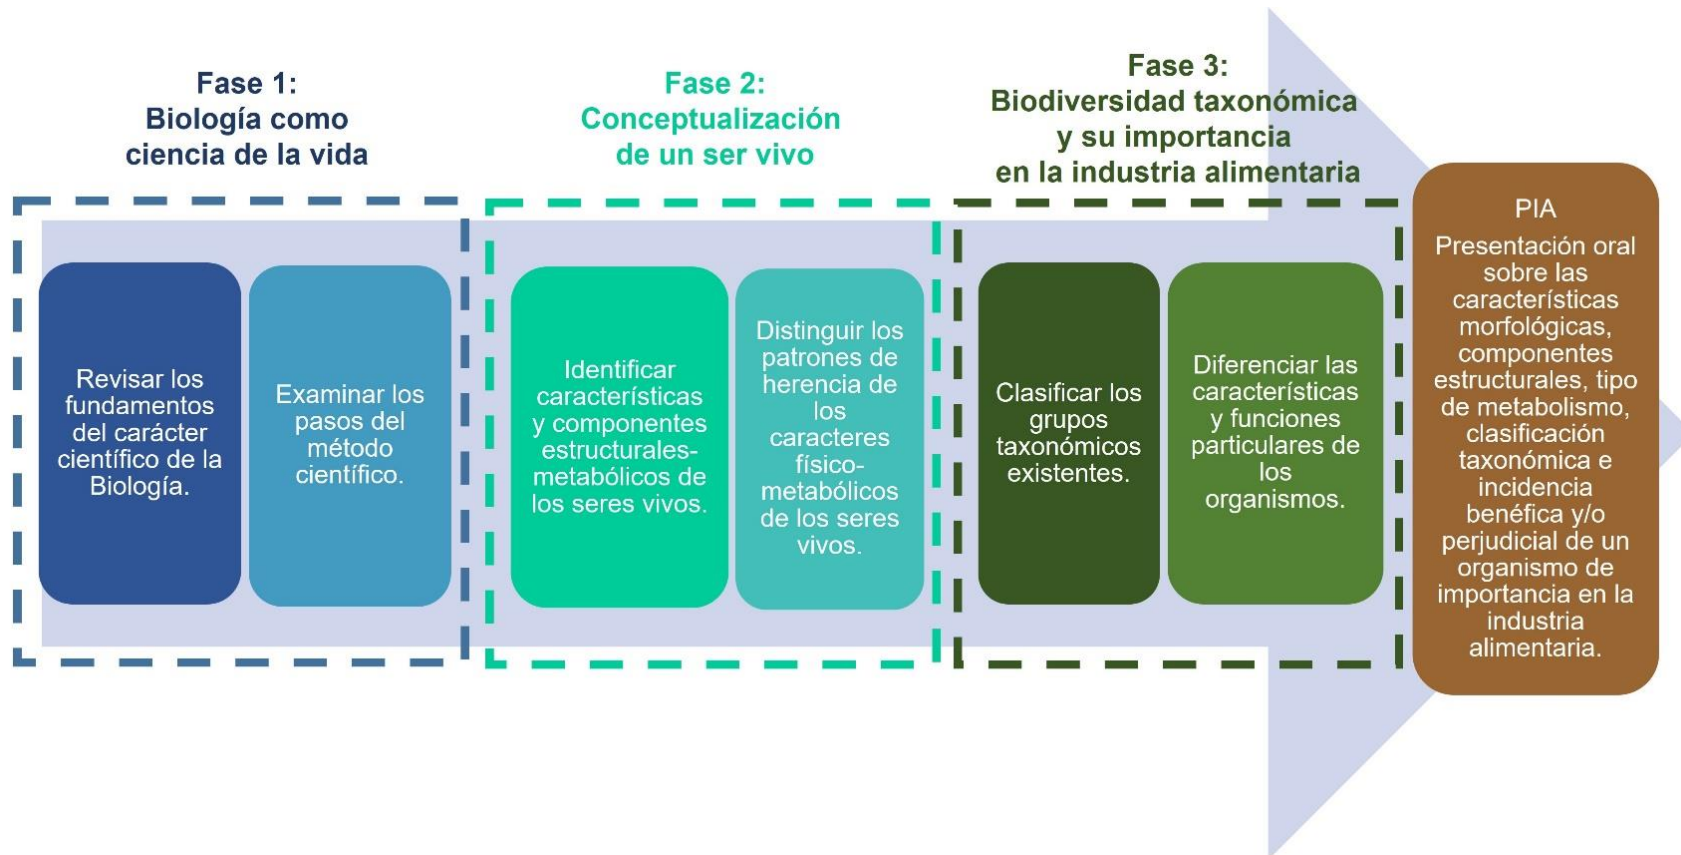 Fase 1:
Biología como
ciencia de la vida
Revisar los
fundamentos
del carácter
científico de la
Biología.
Examinar los
pasos del
método
científico.
Fase 2:
Conceptualización
de un ser vivo
Identificar
características
y componentes
estructurales-
metabólicos de
los seres vivos.
Distinguir los
patrones de
herencia de
los
caracteres
físico-
metabólicos
de los seres
vivos.
Fase 3:
Biodiversidad taxonómica
y su importancia
en la industria alimentaria
Clasificar los
grupos
taxonómicos
existentes.
Diferenciar las
características
y funciones
particulares de
los
organismos.
PIA
Presentación oral
sobre las
características
morfológicas,
componentes
estructurales, tipo
de metabolismo,
clasificación
taxonómica e
incidencia
benéfica y/o
perjudicial de un
organismo de
importancia en la
industria
alimentaria.